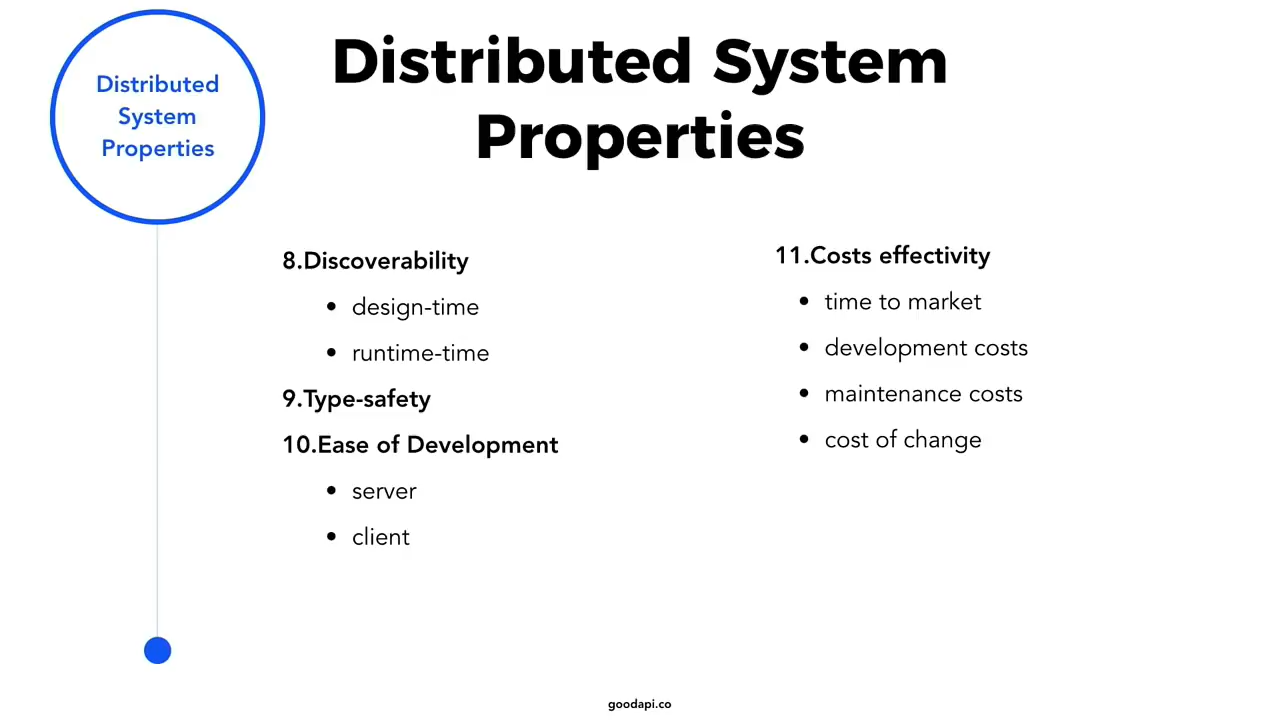 Distributed
System
Properties
Distributed System
Properties
8.Discoverability
• design-time
• runtime-time
9.Type-safety
10.Ease of Development
• server
• client
11.Costs effectivity
• time to market
• development costs
• maintenance costs
• cost of change
goodapi.co